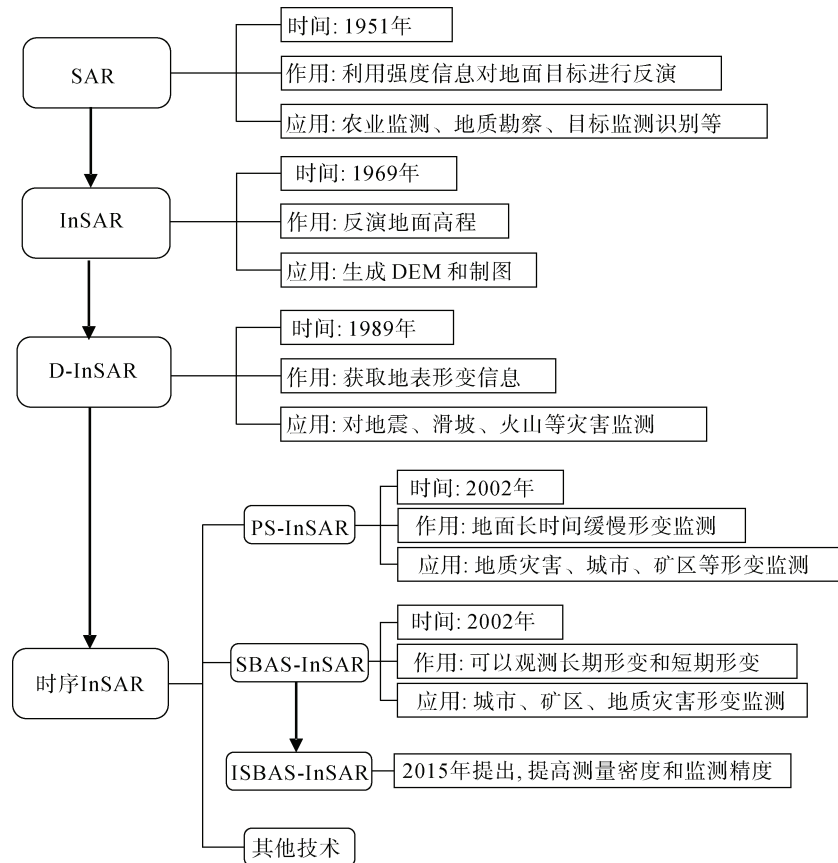 SAR
时间: 1951年
作用: 利用强度信息对地面目标进行反演
应用: 农业监测、地质勘察、目标监测识别等
InSAR
时间: 1969年
作用: 反演地面高程
应用: 生成 DEM 和制图
D-InSAR
时间: 1989年
作用: 获取地表形变信息
应用: 对地震、滑坡、火山等灾害监测
时序InSAR
PS-InSAR
时间: 2002年
作用: 地面长时间缓慢形变监测
应用: 地质灾害、城市、矿区等形变监测
SBAS-InSAR
时间: 2002年
作用: 可以观测长期形变和短期形变
应用: 城市、矿区、地质灾害形变监测
ISBAS-InSAR
2015年提出, 提高测量密度和监测精度
其他技术